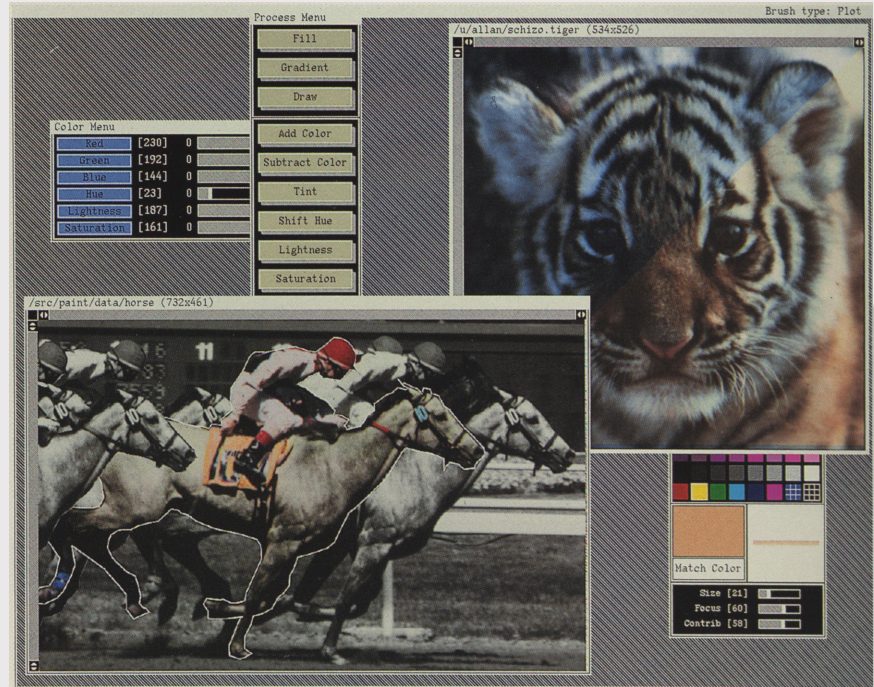 Brush type: Plot
Process Menu
Fill
Gradient
Draw
Add Color
Subtract Color
Tint
Shift Hue
Lightness
Saturation
/u/allan/schizo.tiger (534x526)
Color Menu
Red [230] 0
Green [192] 0
Blue [144] 0
Hue [23] 0
Lightness [187] 0
Saturation [161] 0
/src/paint/data/horse (732x461)
11
10
10
10
10
Match Color
Size [21]
Focus [60]
Contrib [58]